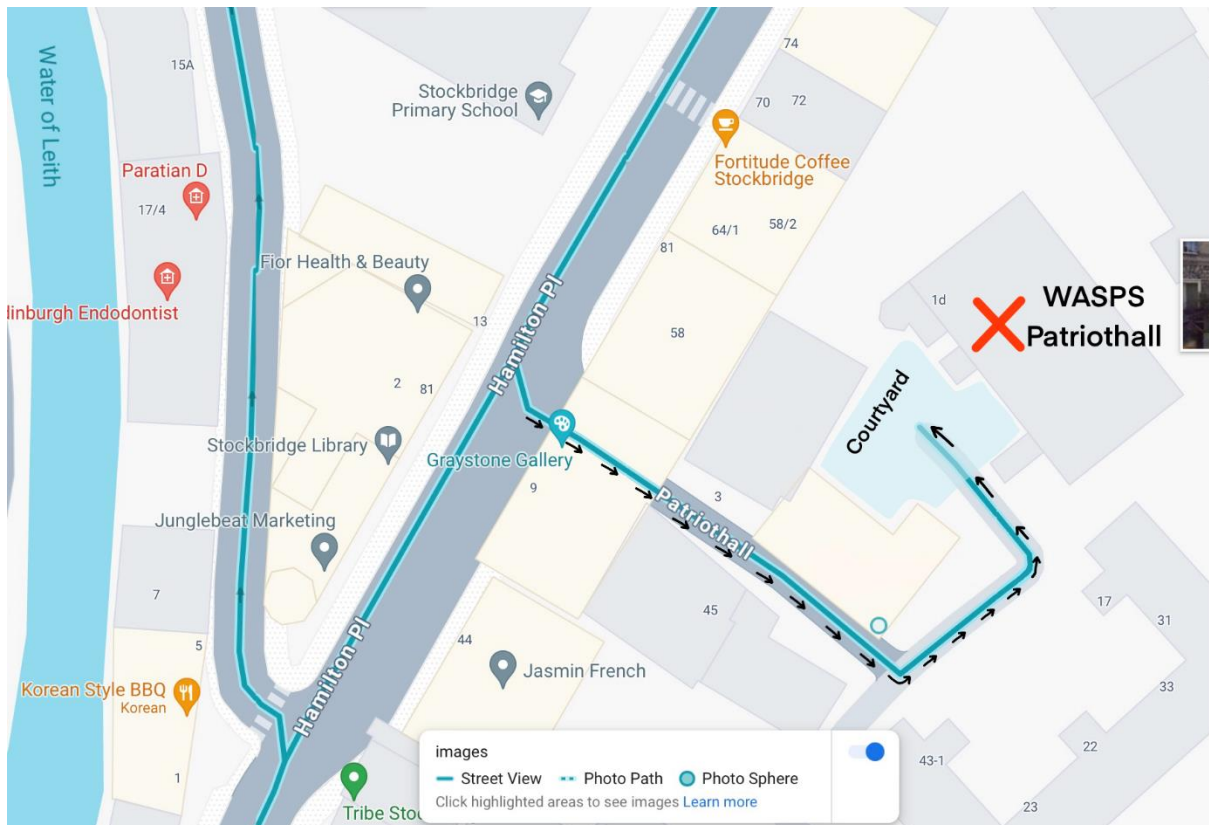 Water of Leith
15A
Stockbridge
Primary School
74
70
72
Fortitude Coffee
Stockbridge
Paratian D
17/4
64/1
58/2
81
Fior Health & Beauty
dinburgh Endodontist
13
Hamilton Pl
58
1d
WASPS
Patriothall
Courtyard
2
81
Stockbridge Library
Graystone Gallery
9
3
Patriothall
Junglebeat Marketing
7
45
17
31
5
44
Jasmin French
Korean Style BBQ
Korean
Hamilton Pl
33
22
43-1
1
23
Tribe Sto
images
Street View
Photo Path
Photo Sphere
Click highlighted areas to see images Learn more